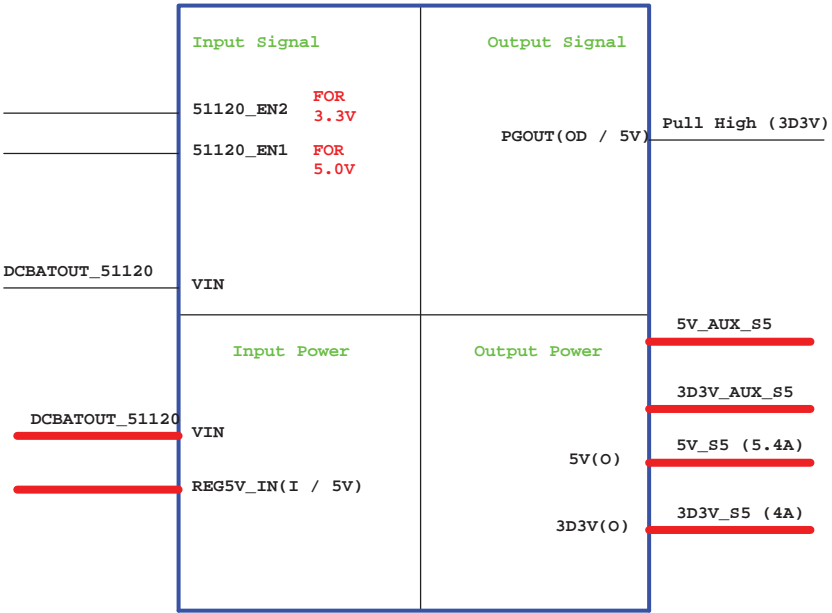 Input Signal
Output Signal
51120_EN2
FOR
3.3V
51120_EN1
FOR
5.0V
PGOUT(OD / 5V)
Pull High (3D3V)
DCBATOUT_51120
VIN
Input Power
Output Power
5V_AUX_S5
3D3V_AUX_S5
DCBATOUT_51120
VIN
5V(O)
5V_S5 (5.4A)
REG5V_IN(I / 5V)
3D3V(O)
3D3V_S5 (4A)